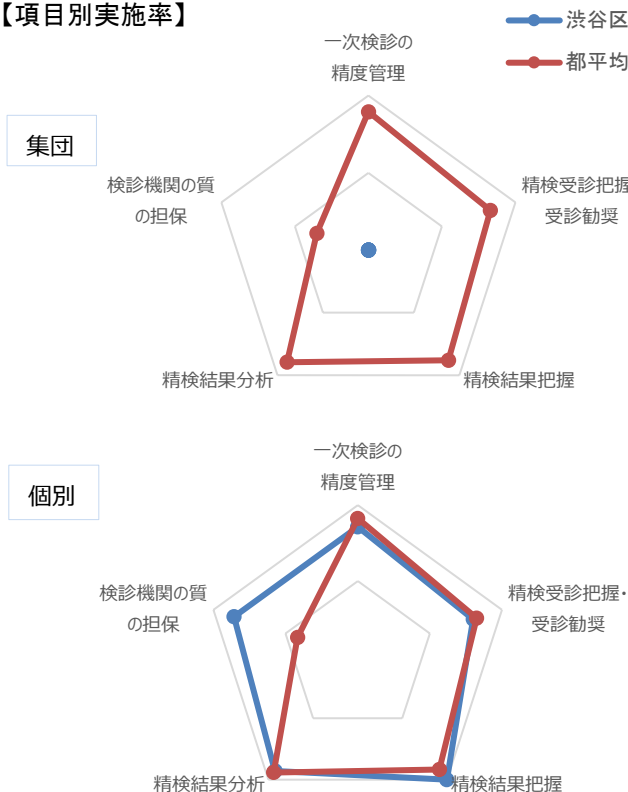 【項目別実施率】
渋谷区
都平均
集団
一次検診の
精度管理
精検受診把握
受診勧奨
精検結果把握
精検結果分析
検診機関の質
の担保
個別
一次検診の
精度管理
精検受診把握・
受診勧奨
精検結果把握
精検結果分析
検診機関の質
の担保